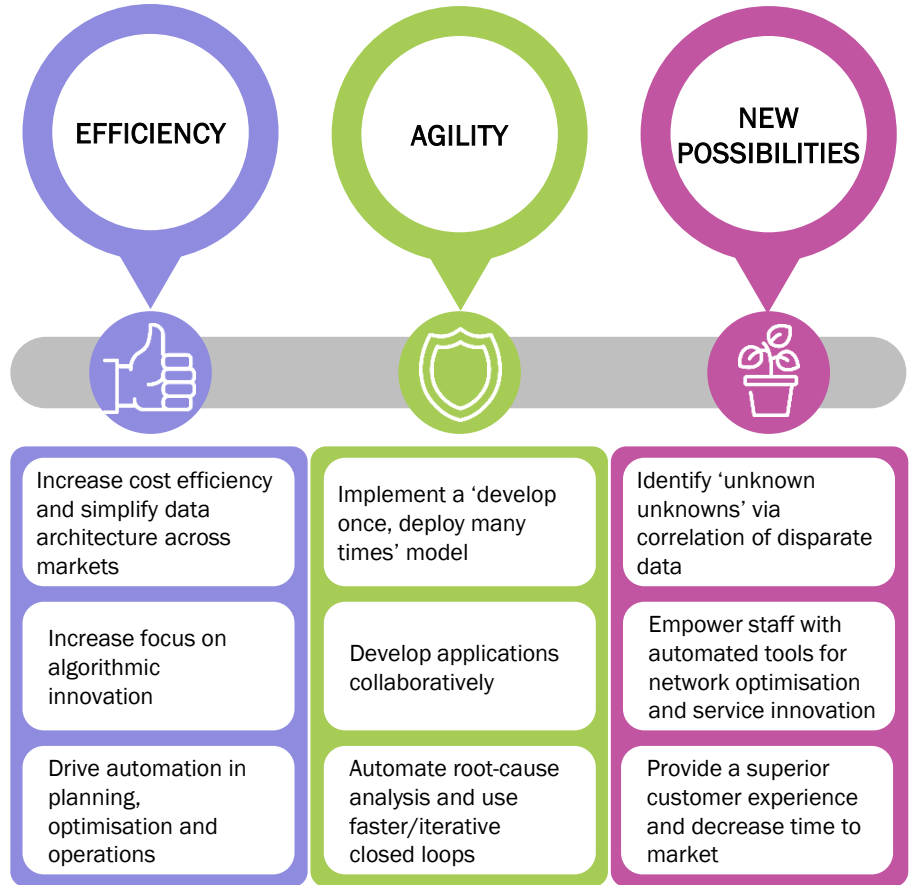 EFFICIENCY
AGILITY
NEW
POSSIBILITIES
Increase cost efficiency
and simplify data
architecture across
markets
Increase focus on
algorithmic
innovation
Drive automation in
planning,
optimisation and
operations
Implement a ‘develop
once, deploy many
times’ model
Develop applications
collaboratively
Automate root-cause
analysis and use
faster/iterative
closed loops
Identify ‘unknown
unknowns’ via
correlation of disparate
data
Empower staff with
automated tools for
network optimisation
and service innovation
Provide a superior
customer experience
and decrease time to
market